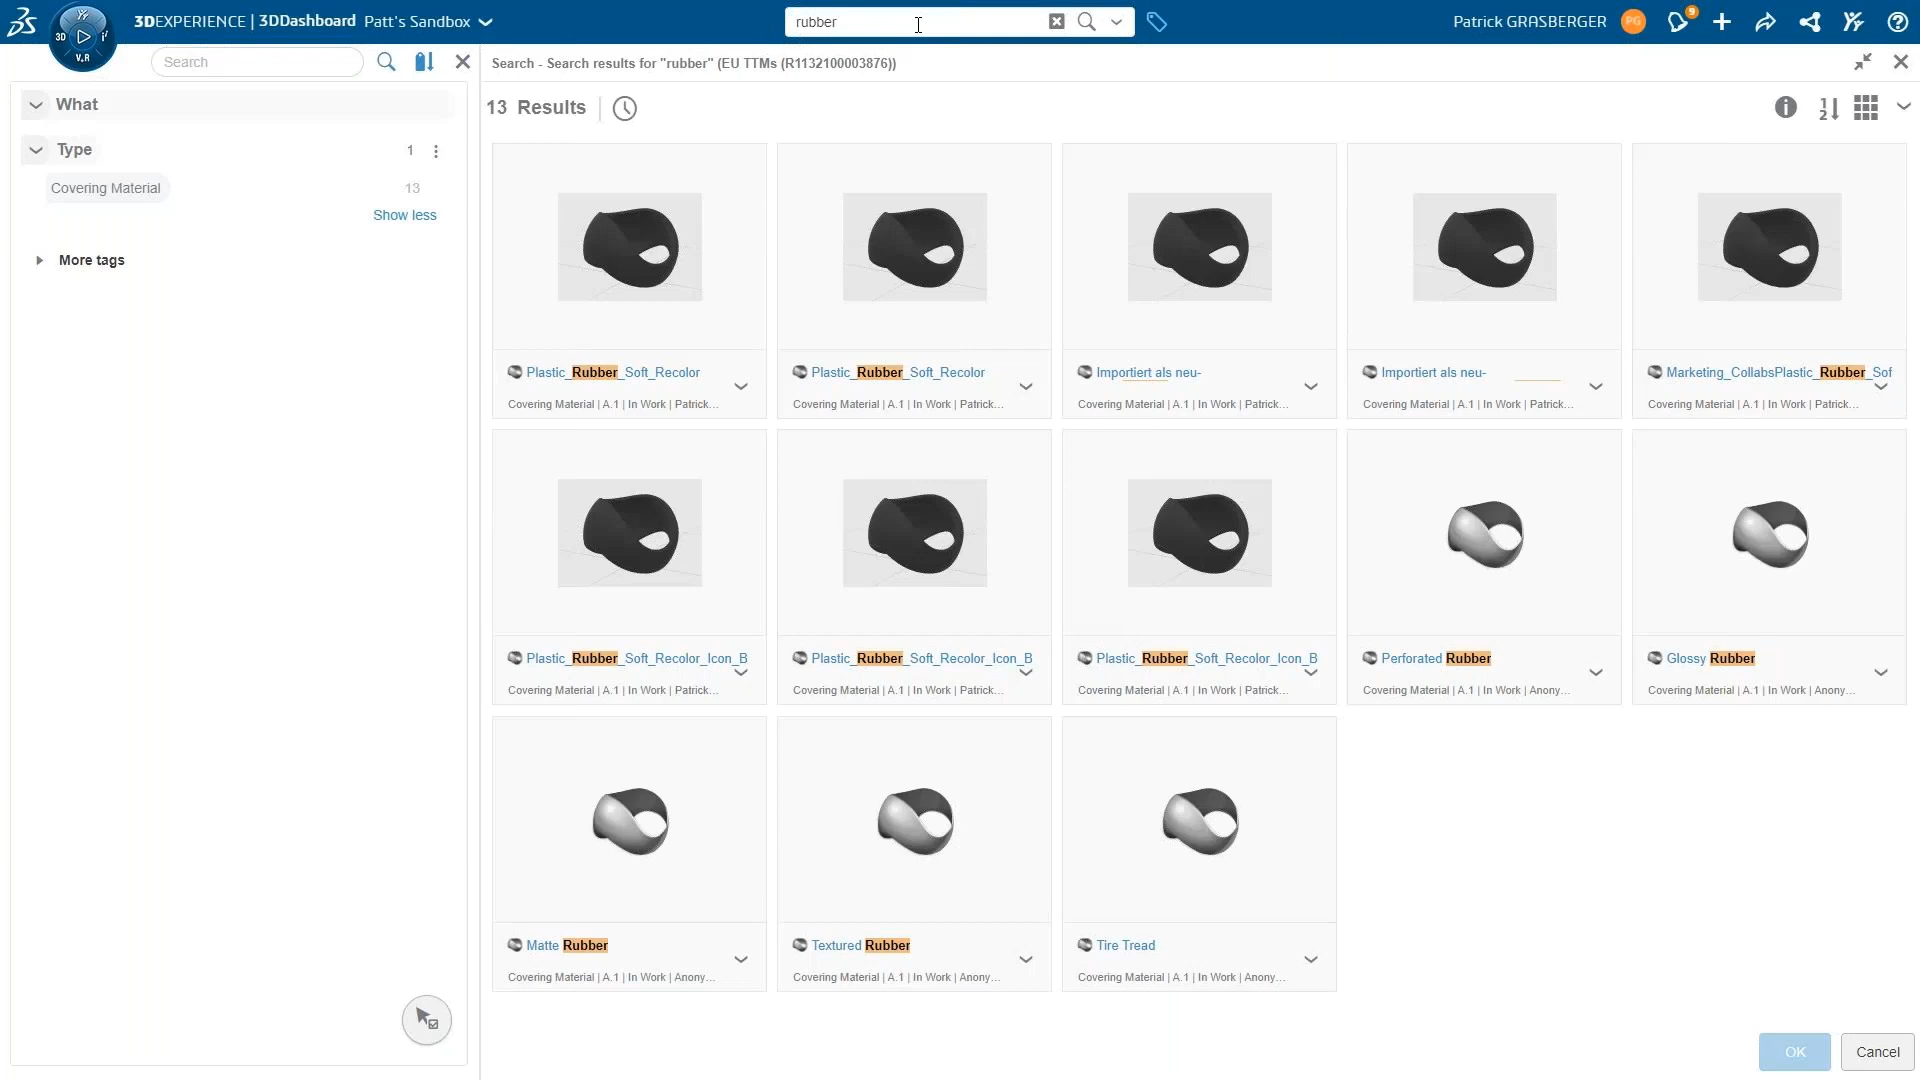 3DEXPERIENCE | 3DDashboard Patt's Sandbox
rubber
Patrick GRASBERGER PG 9
3D V.R
Search
Search - Search results for "rubber" (EU TTMs (R1132100003876))
What
13 Results
Type 1
Covering Material 13
Show less
More tags
Plastic_Rubber_Soft_Recolor
Covering Material | A.1 | In Work | Patrick...
Plastic_Rubber_Soft_Recolor
Covering Material | A.1 | In Work | Patrick...
Importiert als neu-
Covering Material | A.1 | In Work | Patrick...
Importiert als neu-
Covering Material | A.1 | In Work | Patrick...
Marketing_CollabsPlastic_Rubber_Sof
Covering Material | A.1 | In Work | Patrick...
Plastic_Rubber_Soft_Recolor_Icon_B
Covering Material | A.1 | In Work | Patrick...
Plastic_Rubber_Soft_Recolor_Icon_B
Covering Material | A.1 | In Work | Patrick...
Plastic_Rubber_Soft_Recolor_Icon_B
Covering Material | A.1 | In Work | Patrick...
Perforated Rubber
Covering Material | A.1 | In Work | Anony...
Glossy Rubber
Covering Material | A.1 | In Work | Anony...
Matte Rubber
Covering Material | A.1 | In Work | Anony...
Textured Rubber
Covering Material | A.1 | In Work | Anony...
Tire Tread
Covering Material | A.1 | In Work | Anony...
OK
Cancel